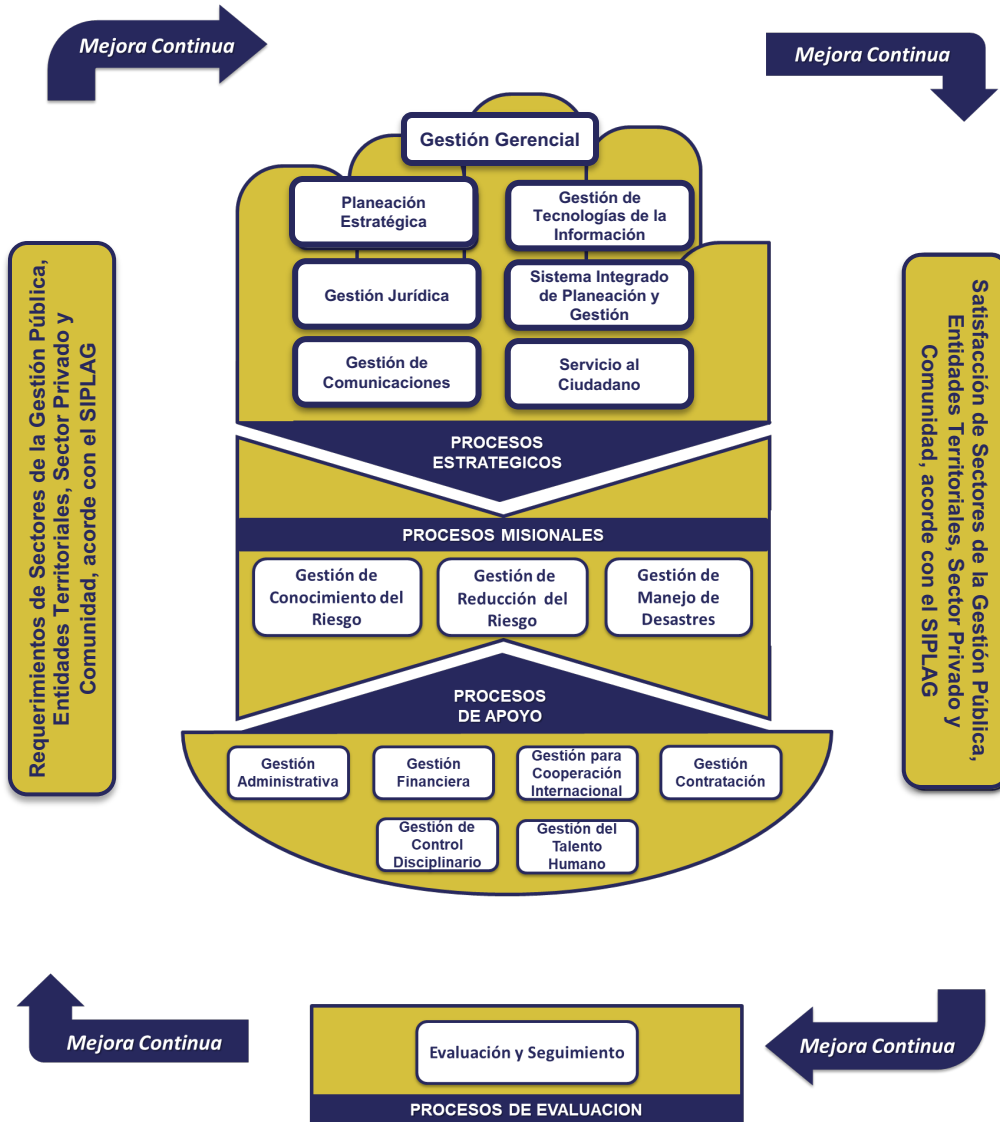 Mejora Continua
Mejora Continua
Gestión Gerencial
Planeación
Estratégica
Gestión de
Tecnologías de la
Información
Gestión Jurídica
Sistema Integrado
de Planeación y
Gestión
Gestión de
Comunicaciones
Servicio al
Ciudadano
PROCESOS
ESTRATEGICOS
Requerimientos de Sectores de la Gestión Pública,
Entidades Territoriales, Sector Privado y
Comunidad, acorde con el SIPLAG
Satisfacción de Sectores de la Gestión Pública,
Entidades Territoriales, Sector Privado y
Comunidad, acorde con el SIPLAG
PROCESOS MISIONALES
Gestión de
Conocimiento del
Riesgo
Gestión de
Reducción del
Riesgo
Gestión de
Manejo de
Desastres
PROCESOS
DE APOYO
Gestión
Administrativa
Gestión
Financiera
Gestión para
Cooperación
Internacional
Gestión
Contratación
Gestión de
Control
Disciplinario
Gestión del
Talento
Humano
Mejora Continua
Evaluación y Seguimiento
Mejora Continua
PROCESOS DE EVALUACION